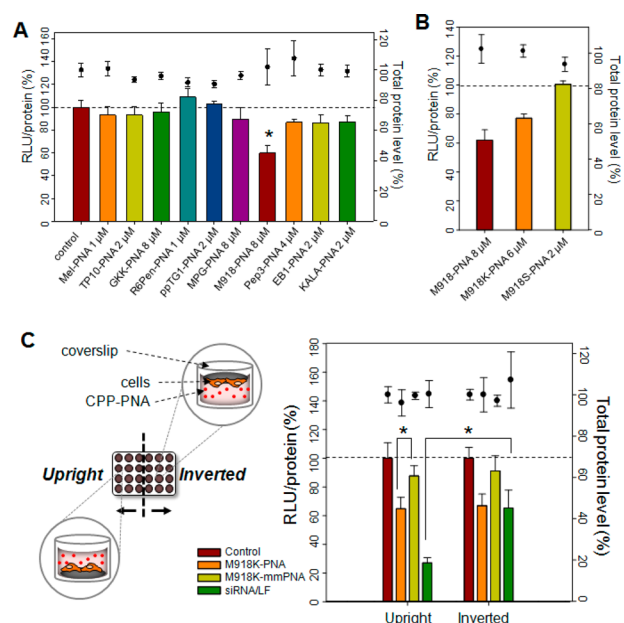 A
RLU/protein (%)
0 20 40 60 80 100 120 140 160
Total protein level (%)
0 20 40 60 80 100 120
*
control
Mel-PNA 1 µM
TP10-PNA 2 µM
GKK-PNA 8 µM
R6Pen-PNA 1 µM
ppTG1-PNA 2 µM
MPG-PNA 8 µM
M918-PNA 8 µM
Pep3-PNA 4 µM
EB1-PNA 2 µM
KALA-PNA 2 µM
B
RLU/protein (%)
0 20 40 60 80 100 120 140
Total protein level (%)
0 20 40 60 80 100
M918-PNA 8 µM
M918K-PNA 6 µM
M918S-PNA 2 µM
C
coverslip
cells
CPP-PNA
Upright
Inverted
Control
M918K-PNA
M918K-mmPNA
siRNA/LF
RLU/protein (%)
0 20 40 60 80 100 120 140 160 180
Total protein level (%)
0 20 40 60 80 100 120
* *
Upright Inverted